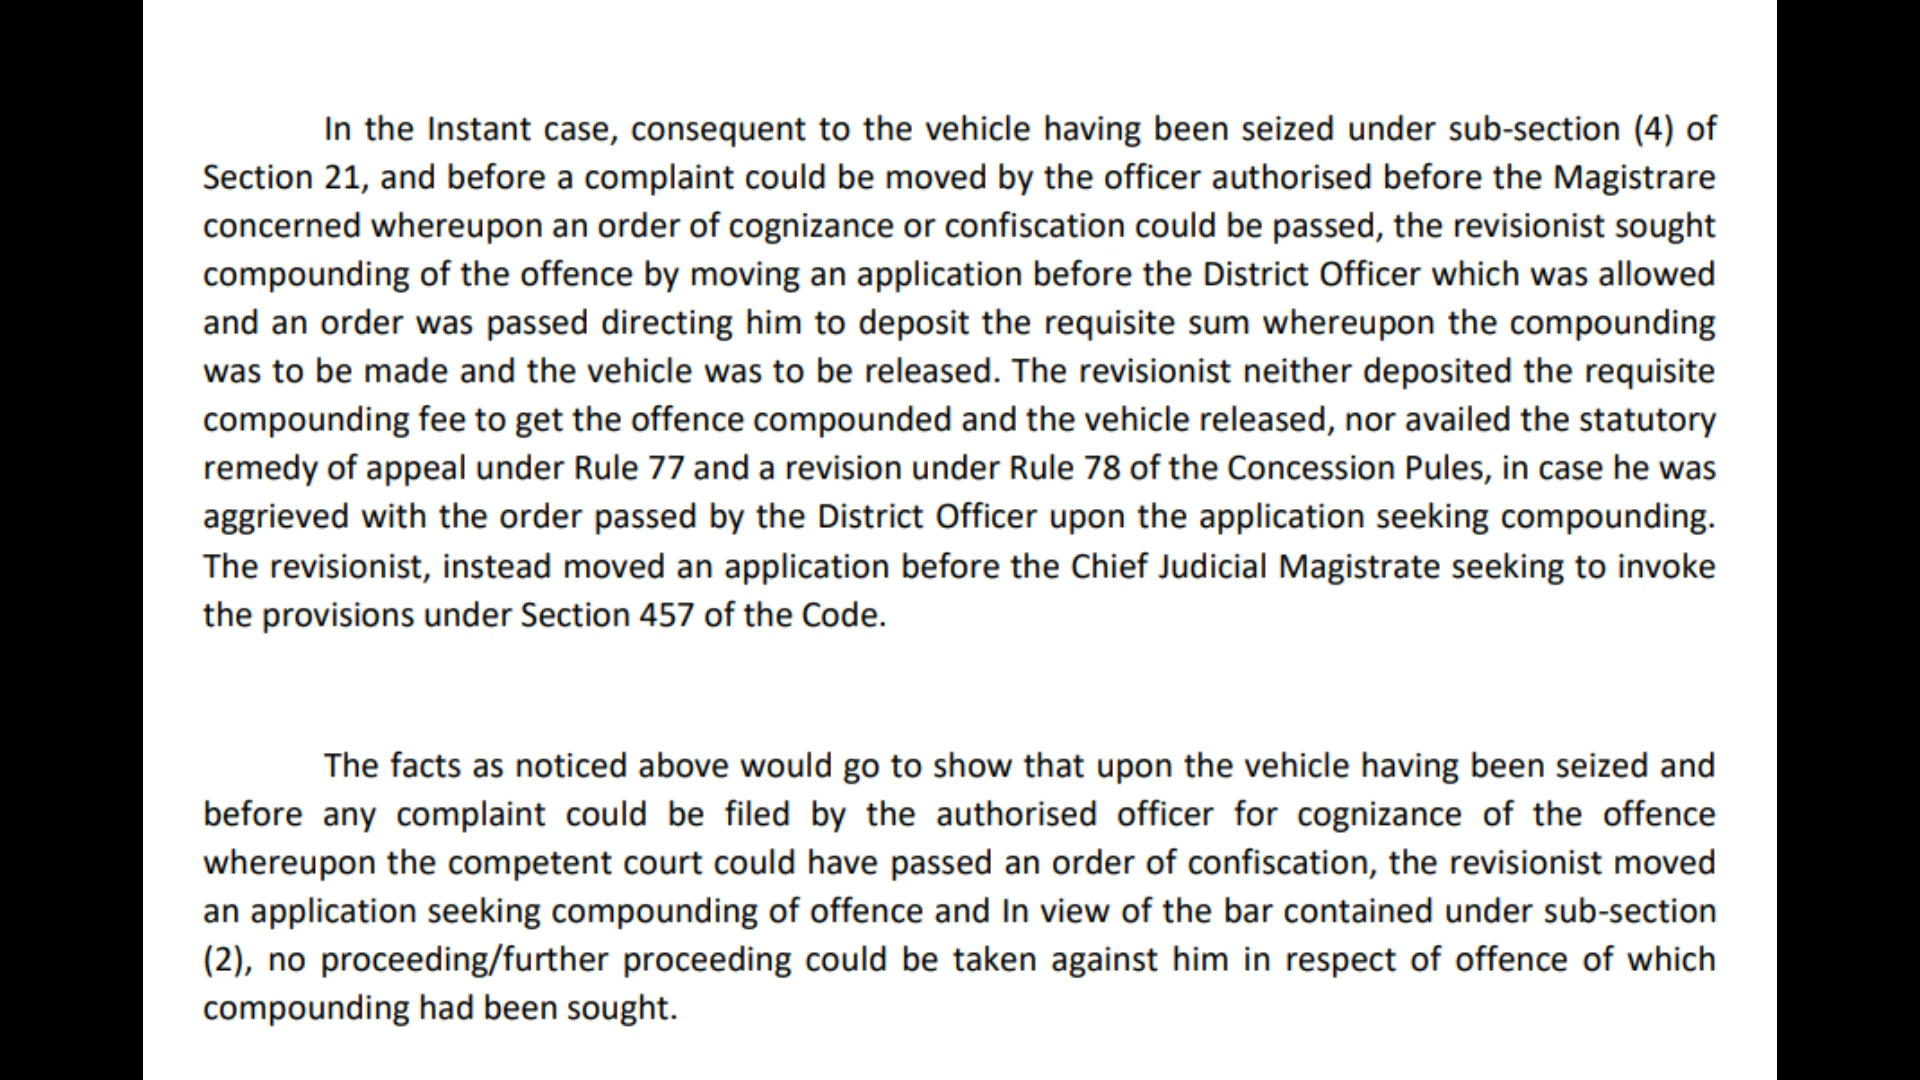 In the Instant case, consequent to the vehicle having been seized under sub-section (4) of
Section 21, and before a complaint could be moved by the officer authorised before the Magistrare
concerned whereupon an order of cognizance or confiscation could be passed, the revisionist sought
compounding of the offence by moving an application before the District Officer which was allowed
and an order was passed directing him to deposit the requisite sum whereupon the compounding
was to be made and the vehicle was to be released. The revisionist neither deposited the requisite
compounding fee to get the offence compounded and the vehicle released, nor availed the statutory
remedy of appeal under Rule 77 and a revision under Rule 78 of the Concession Pules, in case he was
aggrieved with the order passed by the District Officer upon the application seeking compounding.
The revisionist, instead moved an application before the Chief Judicial Magistrate seeking to invoke
the provisions under Section 457 of the Code.
The facts as noticed above would go to show that upon the vehicle having been seized and
before any complaint could be filed by the authorised officer for cognizance of the offence
whereupon the competent court could have passed an order of confiscation, the revisionist moved
an application seeking compounding of offence and In view of the bar contained under sub-section
(2), no proceeding/further proceeding could be taken against him in respect of offence of which
compounding had been sought.